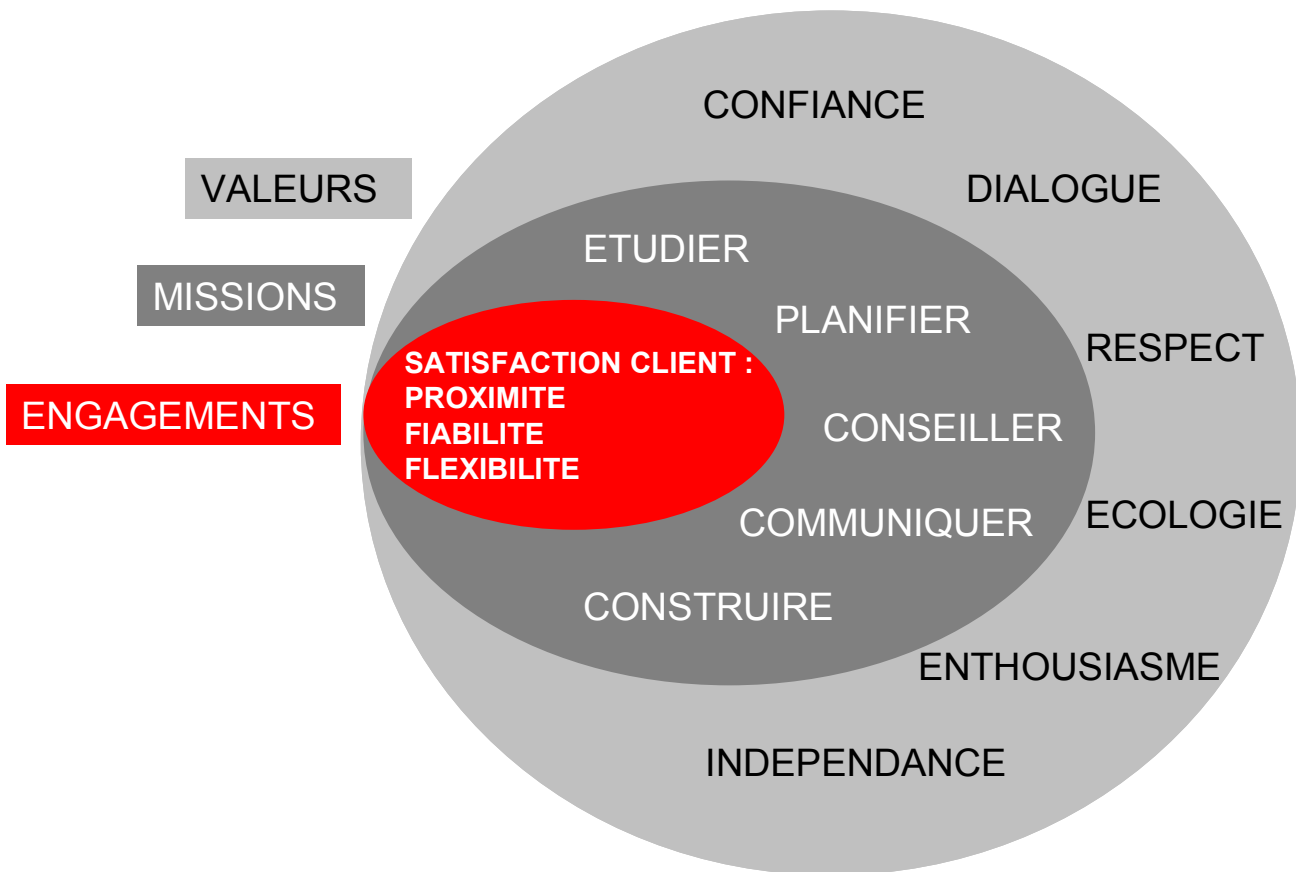 CONFIANCE
VALEURS
DIALOGUE
ETUDIER
MISSIONS
PLANIFIER
RESPECT
SATISFACTION CLIENT :
PROXIMITE
FIABILITE
FLEXIBILITE
ENGAGEMENTS
CONSEILLER
ECOLOGIE
COMMUNIQUER
CONSTRUIRE
ENTHOUSIASME
INDEPENDANCE